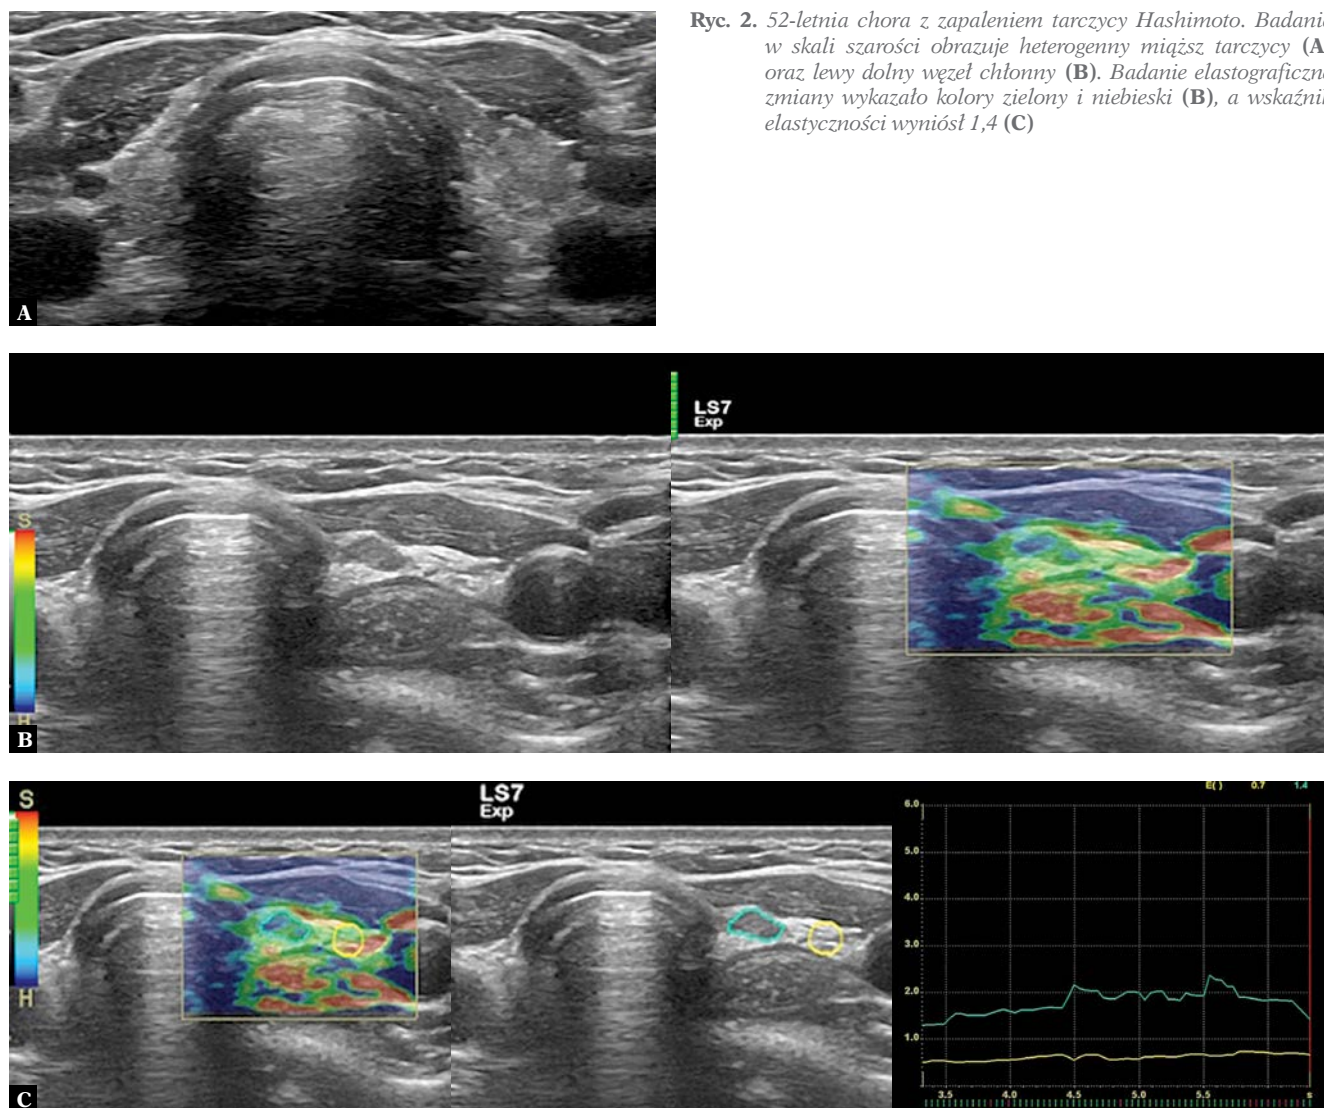 Ryc. 2. 52-letnia chora z zapaleniem tarczycy Hashimoto. Badani
w skali szarości obrazuje heterogenny miąższ tarczycy (A
oraz lewy dolny węzeł chłonny (B). Badanie elastograficzn
zmiany wykazało kolory zielony i niebieski (B), a wskaźni
elastyczności wyniósł 1,4 (C)
A
LS7
Exp
S
H
B
S
H
LS7
Exp
E( ) 0.7 1.4
6.0
5.0
4.0
3.0
2.0
1.0
3.5 4.0 4.5 5.0 5.5 s
C